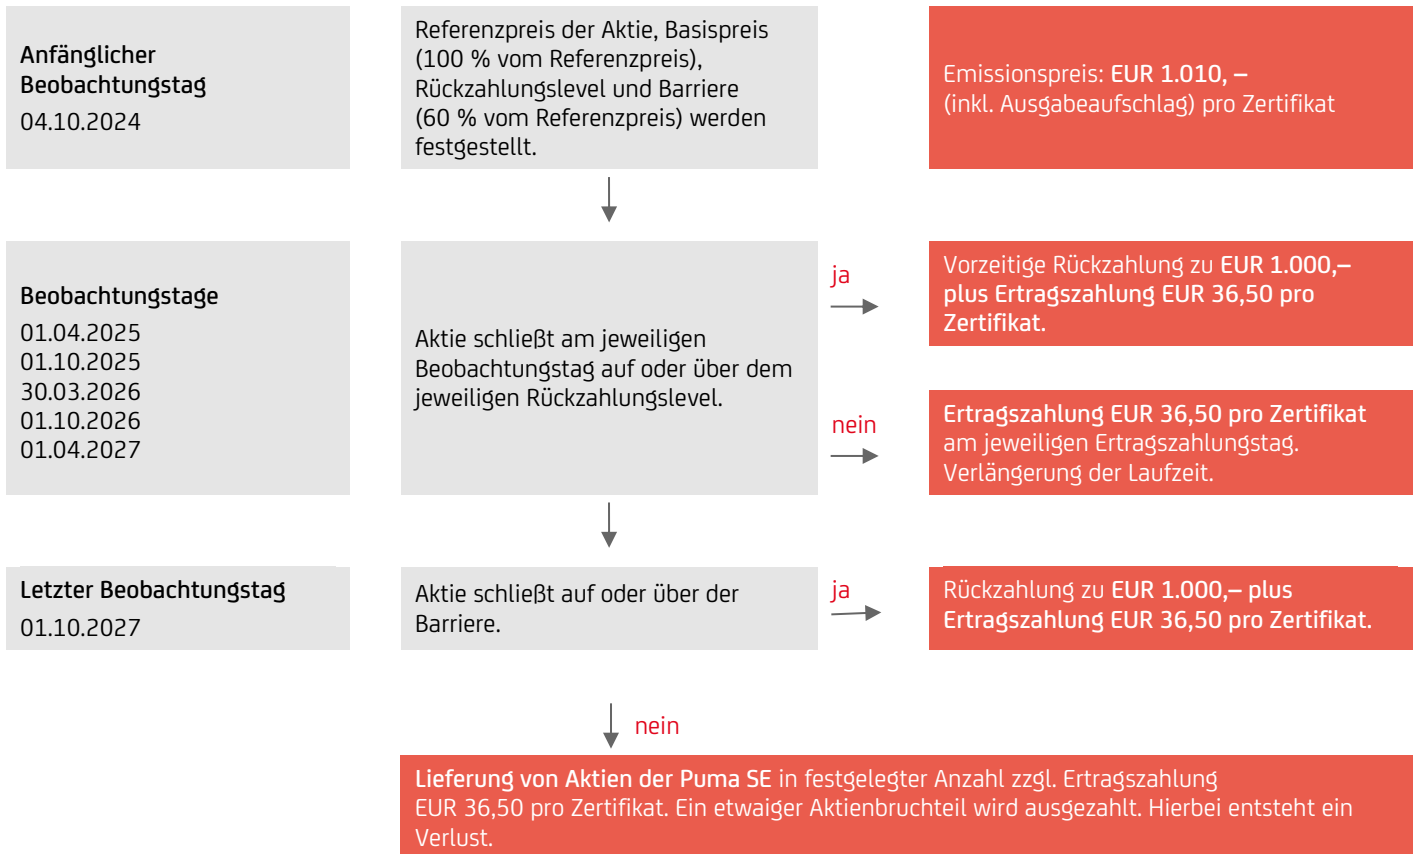 Anfänglicher
Beobachtungstag
04.10.2024
Referenzpreis der Aktie, Basispreis
(100 % vom Referenzpreis),
Rückzahlungslevel und Barriere
(60 % vom Referenzpreis) werden
festgestellt.
Emissionspreis: EUR 1.010, –
(inkl. Ausgabeaufschlag) pro Zertifikat
Beobachtungstage
01.04.2025
01.10.2025
30.03.2026
01.10.2026
01.04.2027
Aktie schließt am jeweiligen
Beobachtungstag auf oder über dem
jeweiligen Rückzahlungslevel.
ja
Vorzeitige Rückzahlung zu EUR 1.000,–
plus Ertragszahlung EUR 36,50 pro
Zertifikat.
nein
Ertragszahlung EUR 36,50 pro Zertifikat
am jeweiligen Ertragszahlungstag.
Verlängerung der Laufzeit.
Letzter Beobachtungstag
01.10.2027
Aktie schließt auf oder über der
Barriere.
ja
Rückzahlung zu EUR 1.000,– plus
Ertragszahlung EUR 36,50 pro Zertifikat.
nein
Lieferung von Aktien der Puma SE in festgelegter Anzahl zzgl. Ertragszahlung
EUR 36,50 pro Zertifikat. Ein etwaiger Aktienbruchteil wird ausgezahlt. Hierbei entsteht ein
Verlust.